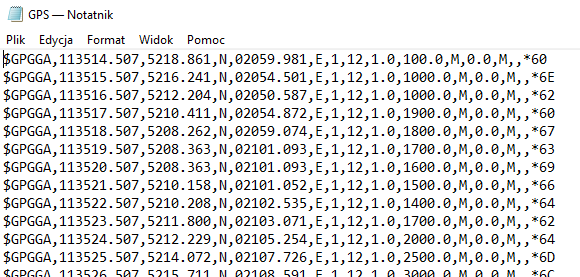 GPS — Notatnik
Plik Edycja Format Widok Pomoc
$GPGGA,113514.507,5218.861,N,02059.981,E,1,12,1.0,100.0,M,0.0,M,,*60
$GPGGA,113515.507,5216.241,N,02054.501,E,1,12,1.0,1000.0,M,0.0,M,,*6E
$GPGGA,113516.507,5212.204,N,02050.587,E,1,12,1.0,1000.0,M,0.0,M,,*62
$GPGGA,113517.507,5210.411,N,02054.872,E,1,12,1.0,1900.0,M,0.0,M,,*60
$GPGGA,113518.507,5208.262,N,02059.074,E,1,12,1.0,1800.0,M,0.0,M,,*67
$GPGGA,113519.507,5208.363,N,02101.093,E,1,12,1.0,1700.0,M,0.0,M,,*63
$GPGGA,113520.507,5208.363,N,02101.093,E,1,12,1.0,1600.0,M,0.0,M,,*69
$GPGGA,113521.507,5210.158,N,02101.052,E,1,12,1.0,1500.0,M,0.0,M,,*66
$GPGGA,113522.507,5210.208,N,02102.535,E,1,12,1.0,1400.0,M,0.0,M,,*64
$GPGGA,113523.507,5211.800,N,02103.071,E,1,12,1.0,1700.0,M,0.0,M,,*62
$GPGGA,113524.507,5212.229,N,02105.254,E,1,12,1.0,2000.0,M,0.0,M,,*64
$GPGGA,113525.507,5214.072,N,02107.726,E,1,12,1.0,2500.0,M,0.0,M,,*6D
$GPGGA,113526.507,5215.711,N,02108.591,E,1,12,1.0,3000.0,M,0.0,M,,*6C